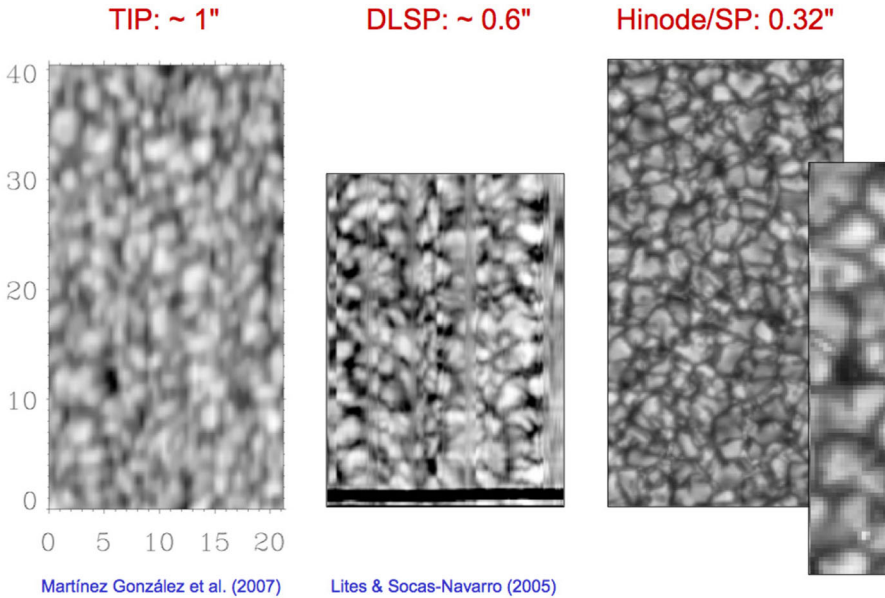 TIP: ~ 1"
DLSP: ~ 0.6"
Hinode/SP: 0.32"
40
30
20
10
0
0 5 10 15 20
Martínez González et al. (2007)
Lites & Socas-Navarro (2005)